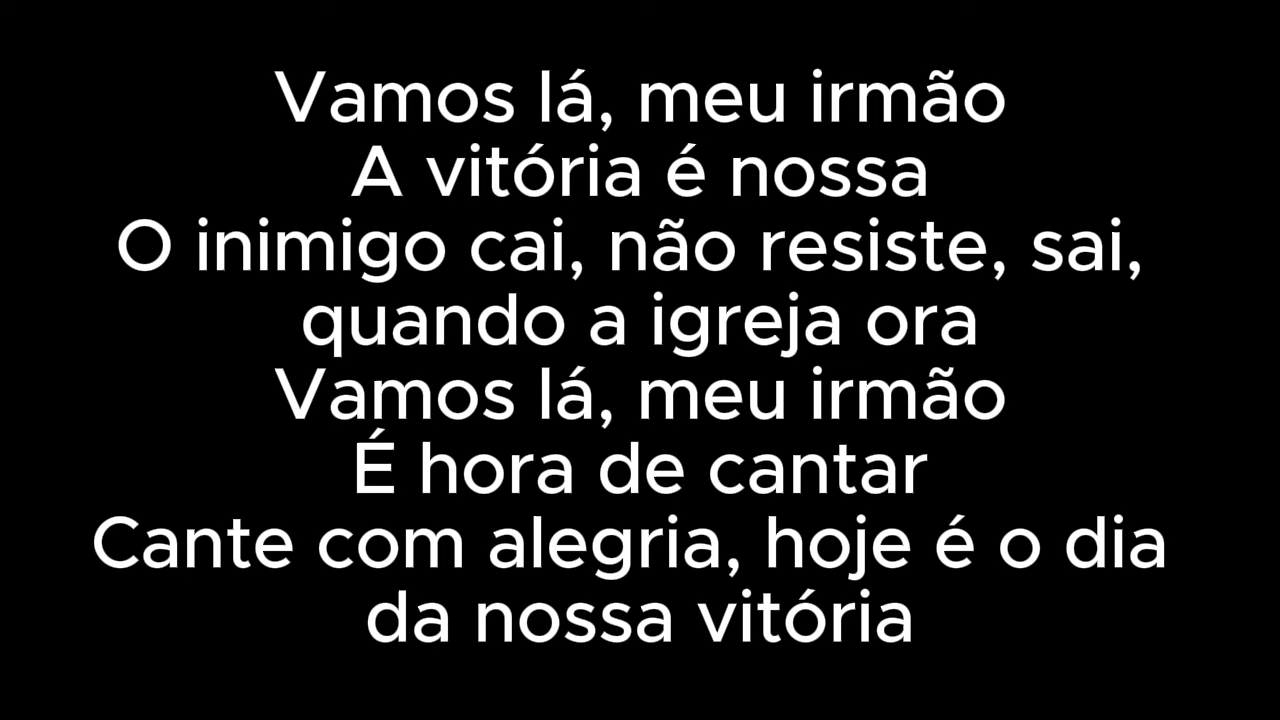 Vamos lá, meu irmão
A vitória é nossa
O inimigo cai, não resiste, sai,
quando a igreja ora
Vamos lá, meu irmão
É hora de cantar
Cante com alegria, hoje é o dia
da nossa vitória